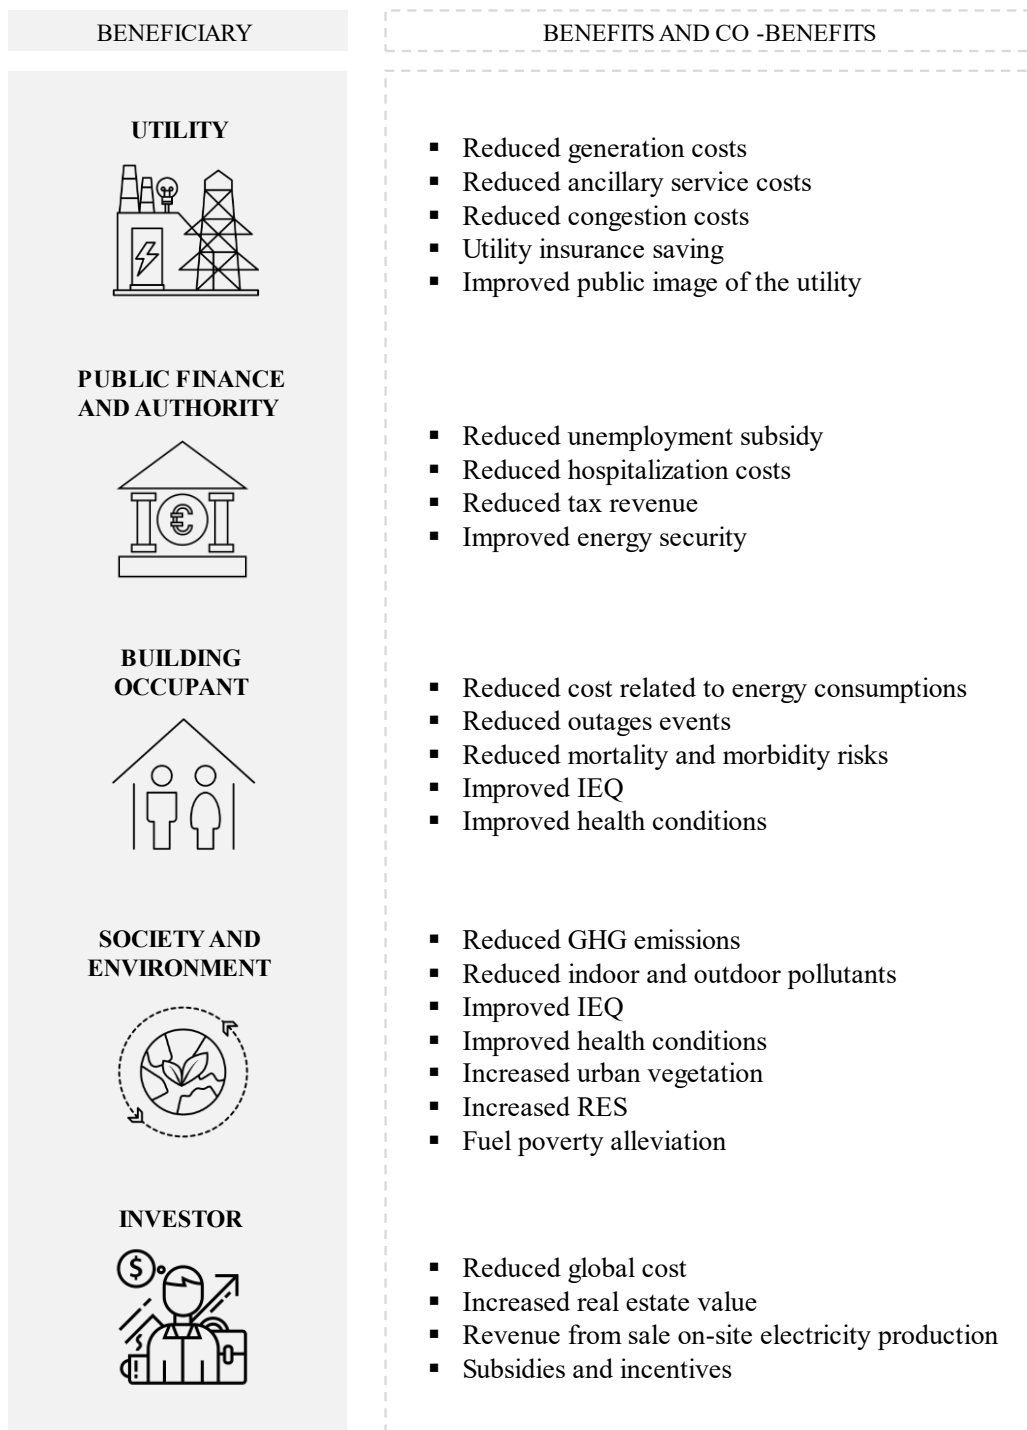 BENEFICIARY
BENEFITS AND CO -BENEFITS
UTILITY
▪ Reduced generation costs
▪ Reduced ancillary service costs
▪ Reduced congestion costs
▪ Utility insurance saving
▪ Improved public image of the utility
PUBLIC FINANCE
AND AUTHORITY
€
▪ Reduced unemployment subsidy
▪ Reduced hospitalization costs
▪ Reduced tax revenue
▪ Improved energy security
BUILDING
OCCUPANT
▪ Reduced cost related to energy consumptions
▪ Reduced outages events
▪ Reduced mortality and morbidity risks
▪ Improved IEQ
▪ Improved health conditions
SOCIETY AND
ENVIRONMENT
▪ Reduced GHG emissions
▪ Reduced indoor and outdoor pollutants
▪ Improved IEQ
▪ Improved health conditions
▪ Increased urban vegetation
▪ Increased RES
▪ Fuel poverty alleviation
INVESTOR
$
▪ Reduced global cost
▪ Increased real estate value
▪ Revenue from sale on-site electricity production
▪ Subsidies and incentives